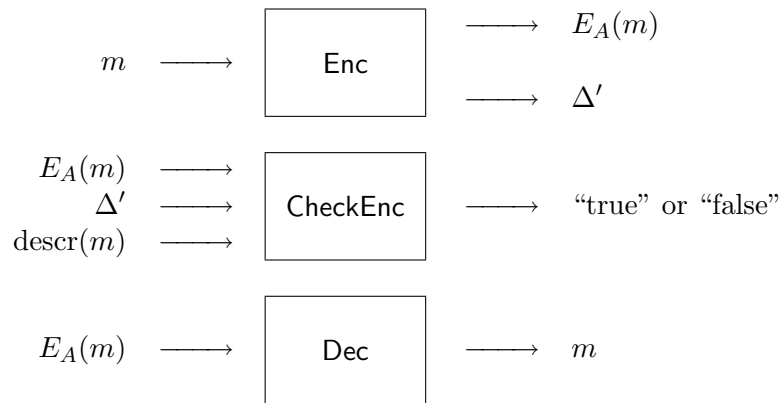 E_A(m)
m ⟶ Enc
Δ′
E_A(m)
Δ′ ⟶ CheckEnc ⟶ “true” or “false”
descr(m)
E_A(m) ⟶ Dec ⟶ m